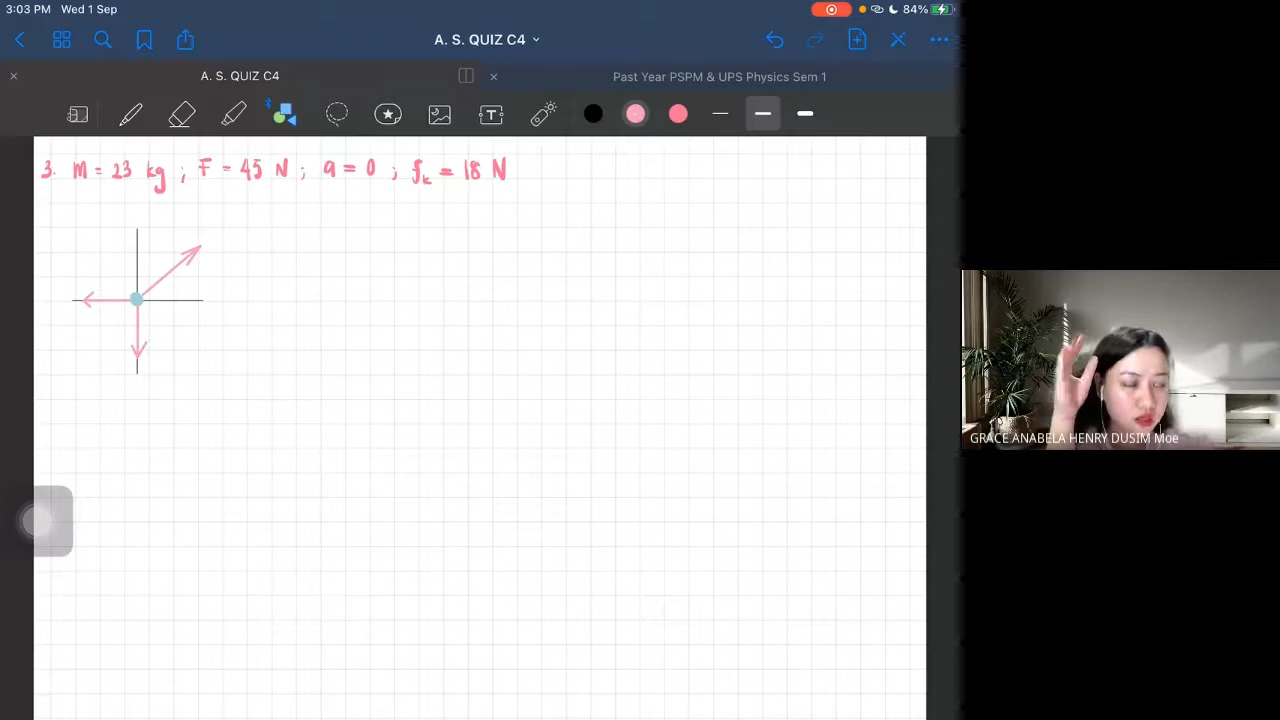 3:03 PM Wed 1 Sep
84%
A. S. QUIZ C4
A. S. QUIZ C4
Past Year PSPM & UPS Physics Sem 1
T
3. m = 23 kg ; F = 45 N ; a = 0 ; fk = 18 N
GRACE ANABELA HENRY DUSIM Moe